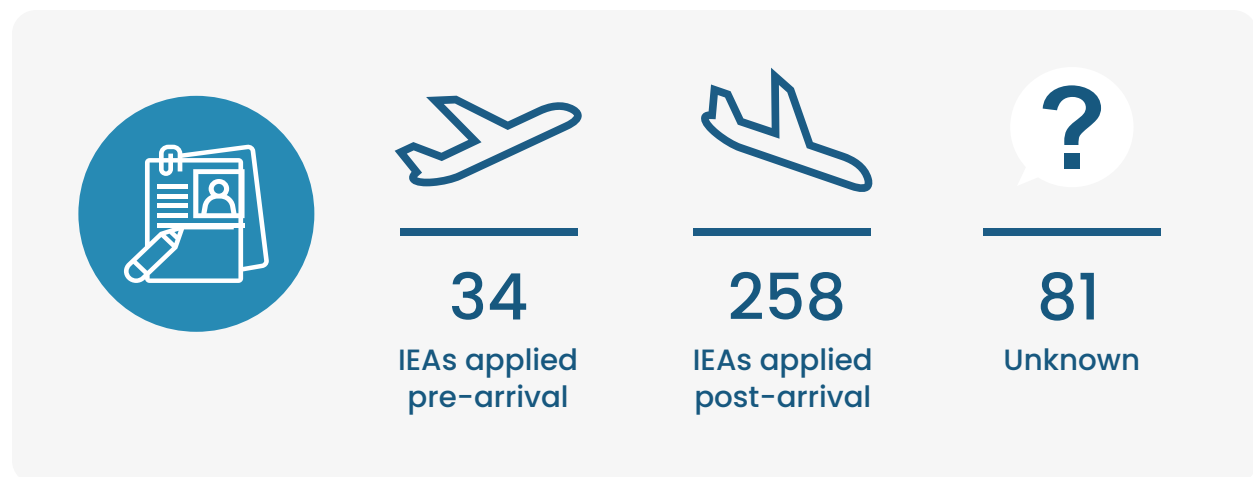 ?
34
IEAs applied
pre-arrival
258
IEAs applied
post-arrival
81
Unknown